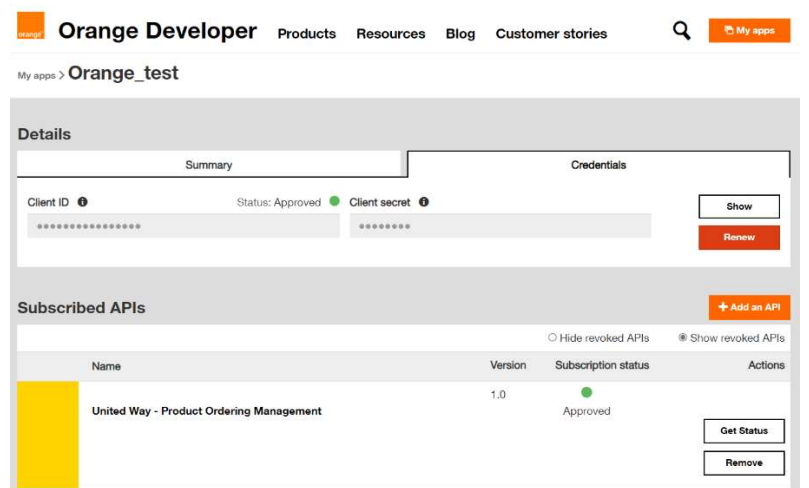 orange™ Orange Developer Products Resources Blog Customer stories My apps
My apps > Orange_test
Details
Summary Credentials
Client ID Status: Approved Client secret Show
•••••••••••••••• ••••••••
Renew
Subscribed APIs + Add an API
Hide revoked APIs Show revoked APIs
Name Version Subscription status Actions
1.0
United Way - Product Ordering Management Approved
Get Status
Remove